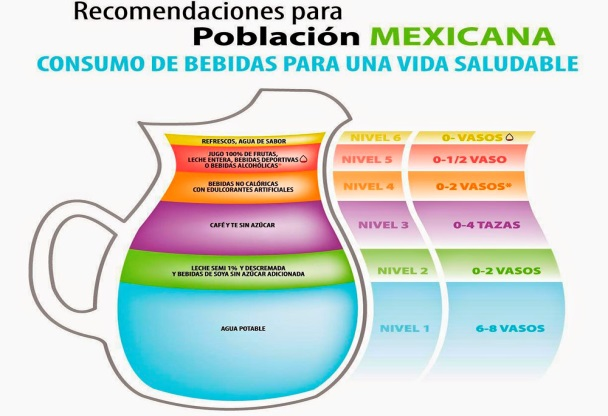 Recomendaciones para
Población MEXICANA
CONSUMO DE BEBIDAS PARA UNA VIDA SALUDABLE
REFRESCOS, AGUA DE SABOR
NIVEL 6
0- VASOS
JUGO 100% DE FRUTAS,
LECHE ENTERA, BEBIDAS DEPORTIVAS
O BEBIDAS ALCOHÓLICAS
NIVEL 5
0-1/2 VASO
BEBIDAS NO CALÓRICAS
CON EDULCORANTES ARTIFICIALES
NIVEL 4
0-2 VASOS*
CAFÉ Y TE SIN AZÚCAR
NIVEL 3
0-4 TAZAS
LECHE SEMI 1% Y DESCREMADA
Y BEBIDAS DE SOYA SIN AZÚCAR ADICIONADA
NIVEL 2
0-2 VASOS
AGUA POTABLE
NIVEL 1
6-8 VASOS